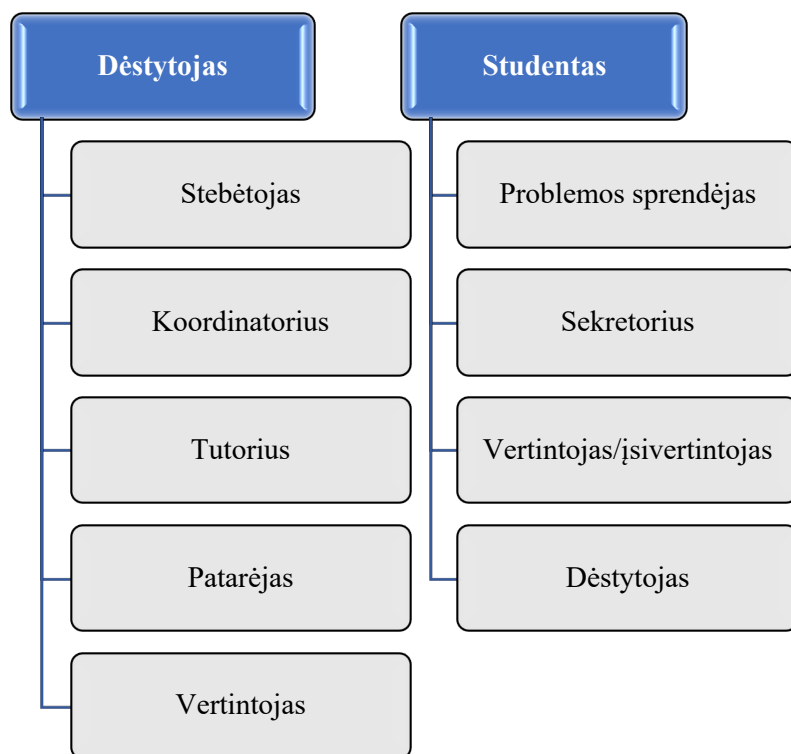 Dėstytojas
Stebėtojas
Koordinatorius
Tutorius
Patarėjas
Vertintojas
Studentas
Problemos sprendėjas
Sekretorius
Vertintojas/įsivertintojas
Dėstytojas